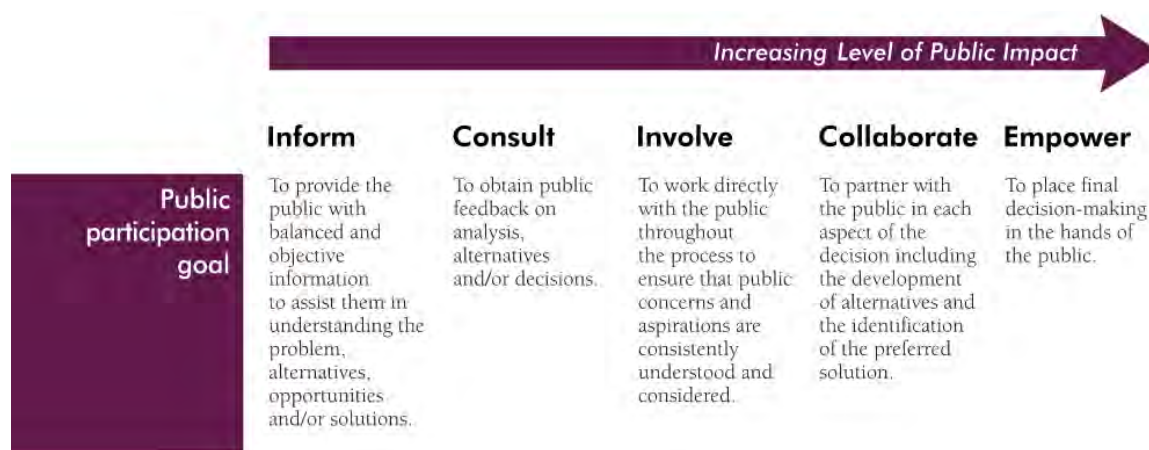 Increasing Level of Public Impact
Inform
Consult
Involve
Collaborate
Empower
Public
participation
goal
To provide the
public with
balanced and
objective
information
to assist them in
understanding the
problem,
alternatives,
opportunities
and/or solutions.
To obtain public
feedback on
analysis,
alternatives
and/or decisions.
To work directly
with the public
throughout
the process to
ensure that public
concerns and
aspirations are
consistently
understood and
considered.
To partner with
the public in each
aspect of the
decision including
the development
of alternatives and
the identification
of the preferred
solution.
To place final
decision-making
in the hands of
the public.